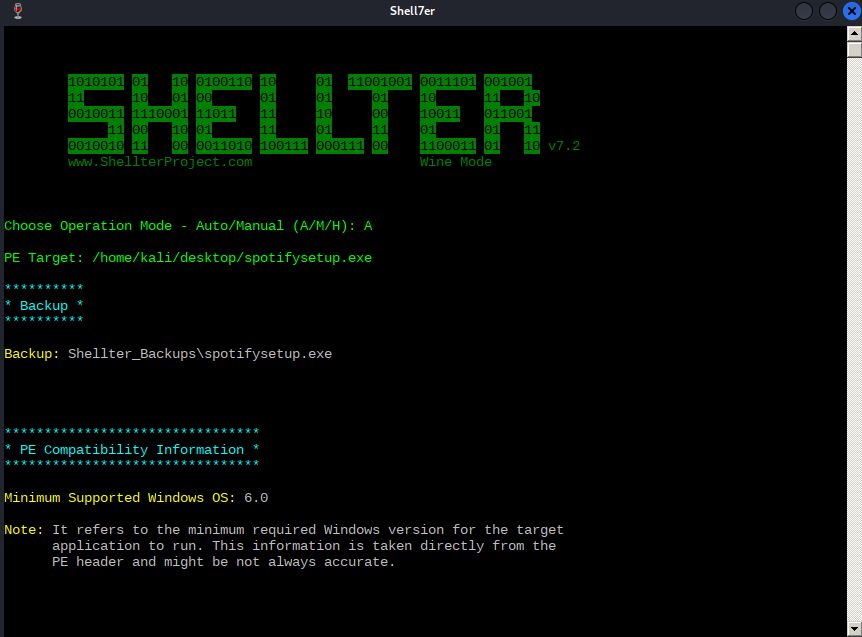 Shell7er
1010101 01 10 0100110 10 01 11001001 0011101 001001
11 10 01 00 01 01 01 10 11 10
0010011 1110001 11011 11 10 00 10011 011001
11 00 10 01 11 01 11 01 01 11
0010010 11 00 0011010 100111 000111 00 1100011 01 10 v7.2
www.ShellterProject.com Wine Mode
Choose Operation Mode - Auto/Manual (A/M/H): A
PE Target: /home/kali/desktop/spotifysetup.exe
**********
* Backup *
**********
Backup: Shellter_Backups\spotifysetup.exe
********************************
* PE Compatibility Information *
********************************
Minimum Supported Windows OS: 6.0
Note: It refers to the minimum required Windows version for the target
application to run. This information is taken directly from the
PE header and might be not always accurate.